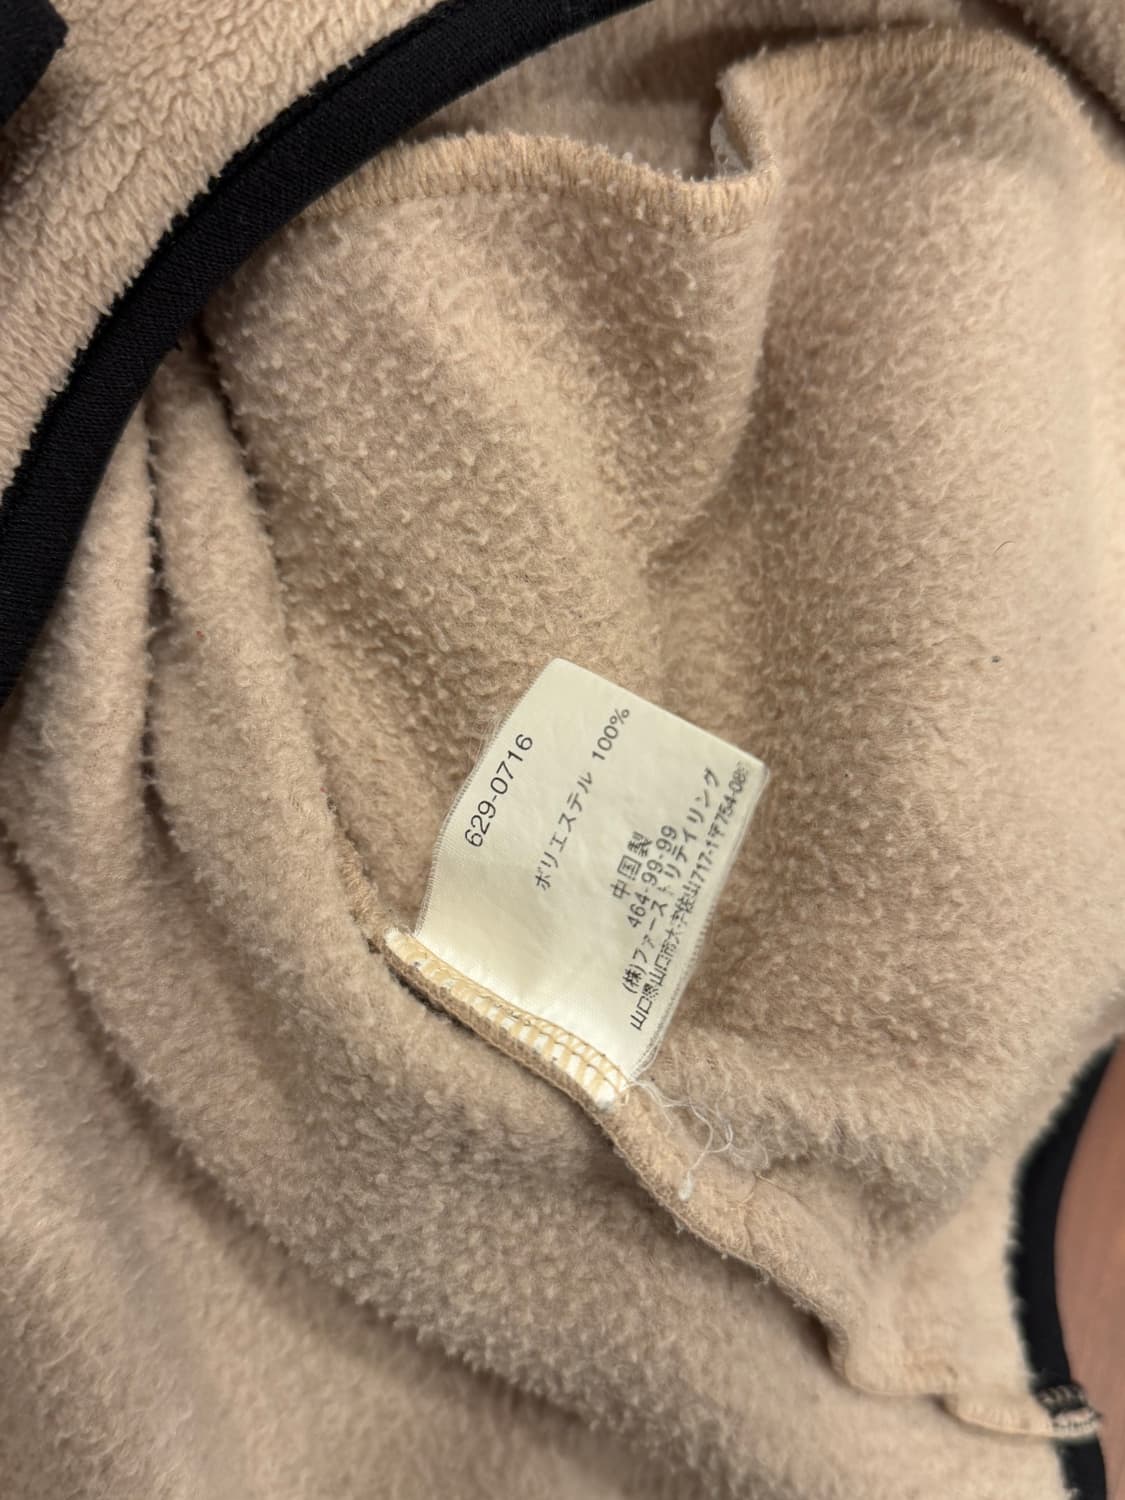 629-0716
ポリエステル 100%
中国製
464-99-99
(株)ファーストリテイリング
山口県山口市大字佐山717-1〒754-08